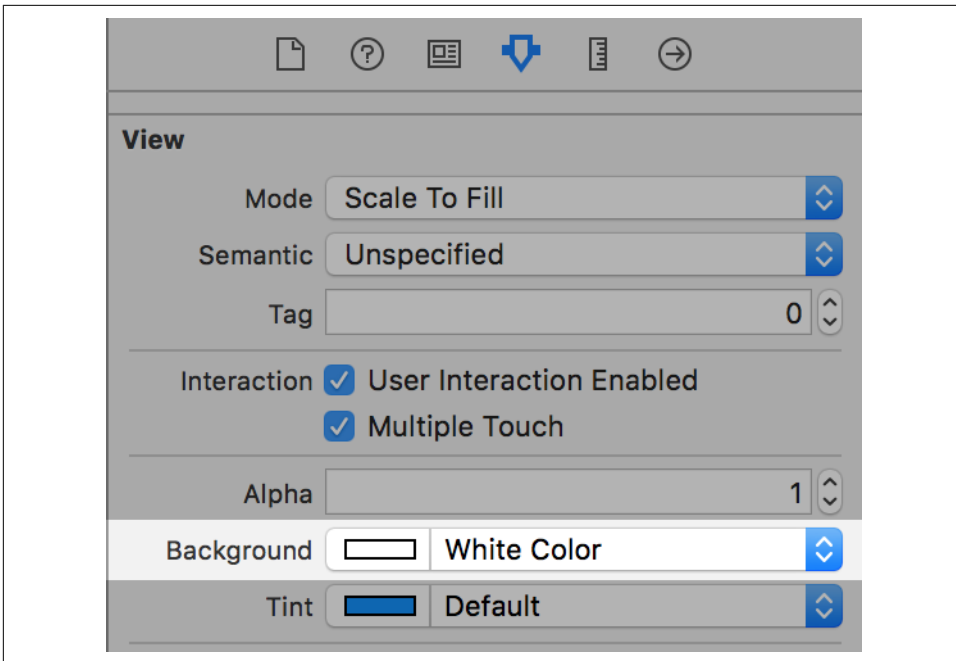 View
Mode Scale To Fill
Semantic Unspecified
Tag 0
Interaction User Interaction Enabled
Multiple Touch
Alpha 1
Background White Color
Tint Default